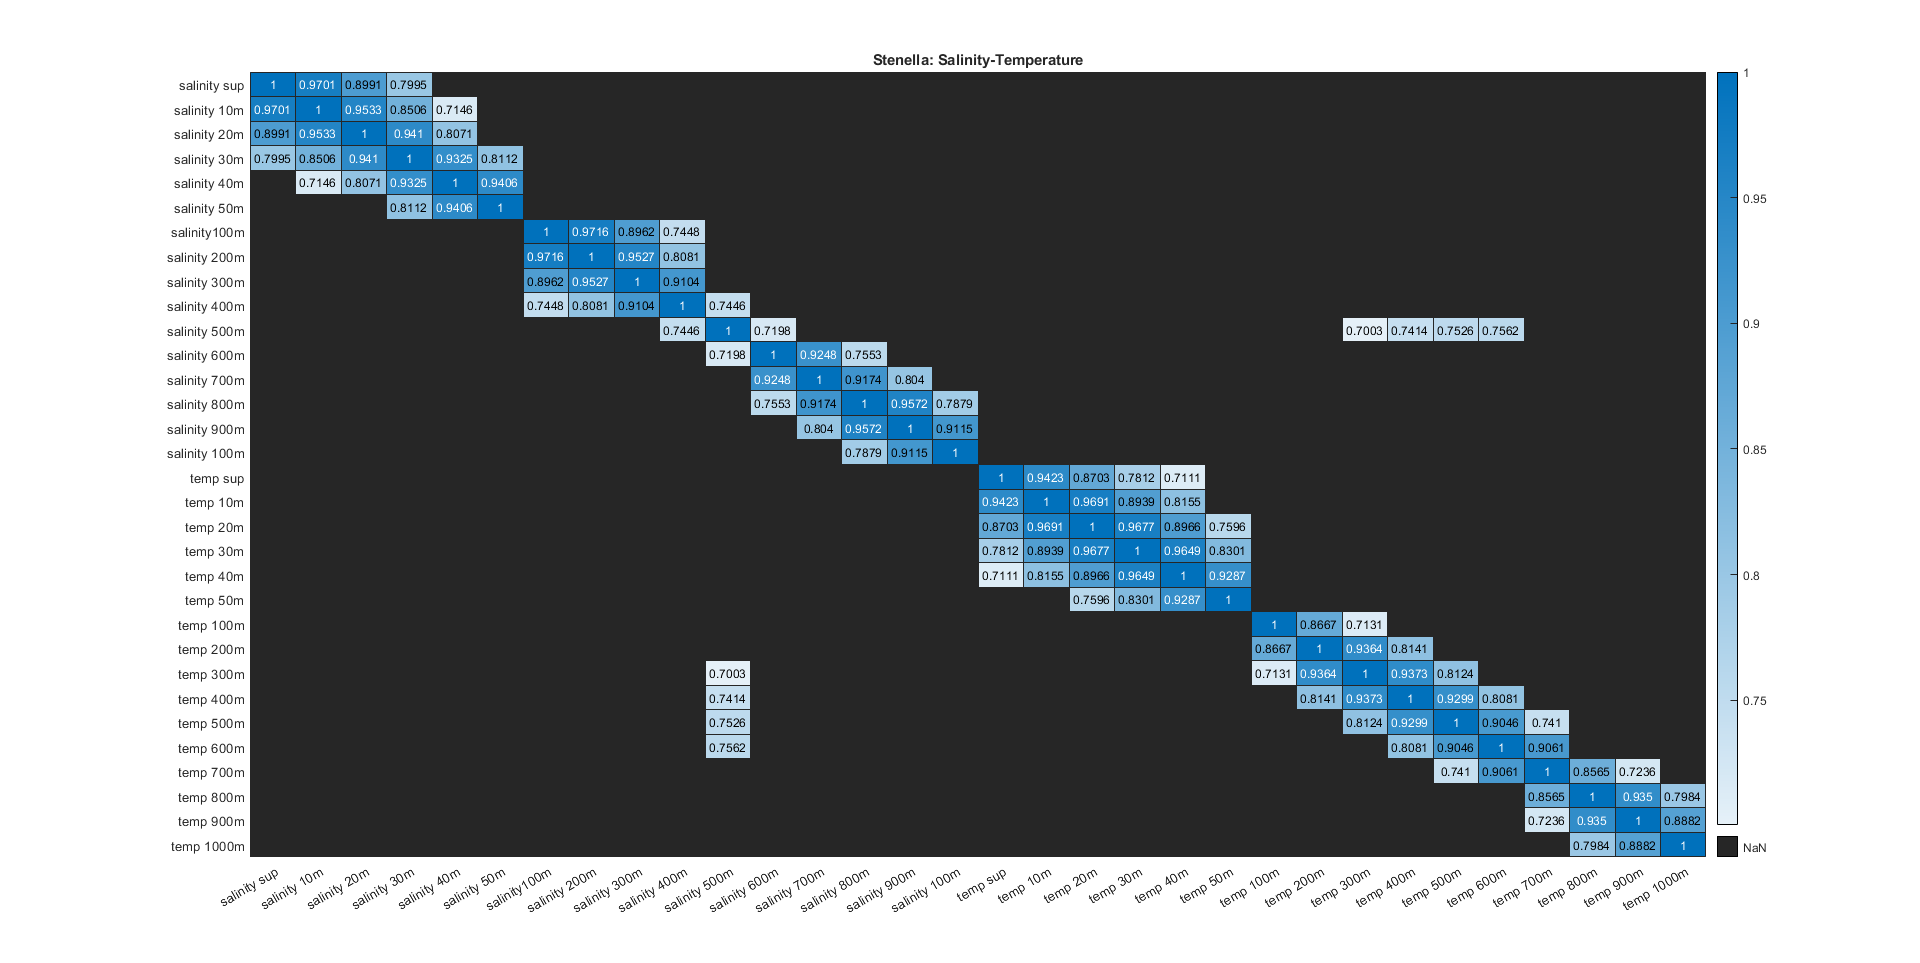 Stenella: Salinity-Temperature
salinity sup 1 0.9701 0.8991 0.7995
salinity 10m 0.9701 1 0.9533 0.8506 0.7146
salinity 20m 0.8991 0.9533 1 0.941 0.8071
salinity 30m 0.7995 0.8506 0.941 1 0.9325 0.8112
salinity 40m 0.7146 0.8071 0.9325 1 0.9406
salinity 50m 0.8112 0.9406 1
salinity100m 1 0.9716 0.8962 0.7448
salinity 200m 0.9716 1 0.9527 0.8081
salinity 300m 0.8962 0.9527 1 0.9104
salinity 400m 0.7448 0.8081 0.9104 1 0.7446
salinity 500m 0.7446 1 0.7198 0.7003 0.7414 0.7526 0.7562
salinity 600m 0.7198 1 0.9248 0.7553
salinity 700m 0.9248 1 0.9174 0.804
salinity 800m 0.7553 0.9174 1 0.9572 0.7879
salinity 900m 0.804 0.9572 1 0.9115
salinity 100m 0.7879 0.9115 1
temp sup 1 0.9423 0.8703 0.7812 0.7111
temp 10m 0.9423 1 0.9691 0.8939 0.8155
temp 20m 0.8703 0.9691 1 0.9677 0.8966 0.7596
temp 30m 0.7812 0.8939 0.9677 1 0.9649 0.8301
temp 40m 0.7111 0.8155 0.8966 0.9649 1 0.9287
temp 50m 0.7596 0.8301 0.9287 1
temp 100m 1 0.8667 0.7131
temp 200m 0.8667 1 0.9364 0.8141
temp 300m 0.7003 0.7131 0.9364 1 0.9373 0.8124
temp 400m 0.7414 0.8141 0.9373 1 0.9299 0.8081
temp 500m 0.7526 0.8124 0.9299 1 0.9046 0.741
temp 600m 0.7562 0.8081 0.9046 1 0.9061
temp 700m 0.741 0.9061 1 0.8565 0.7236
temp 800m 0.8565 1 0.935 0.7984
temp 900m 0.7236 0.935 1 0.8882
temp 1000m 0.7984 0.8882 1
salinity sup salinity 10m salinity 20m salinity 30m salinity 40m salinity 50m salinity100m salinity 200m salinity 300m salinity 400m salinity 500m salinity 600m salinity 700m salinity 800m salinity 900m salinity 100m temp sup temp 10m temp 20m temp 30m temp 40m temp 50m temp 100m temp 200m temp 300m temp 400m temp 500m temp 600m temp 700m temp 800m temp 900m temp 1000m
1
0.95
0.9
0.85
0.8
0.75
NaN